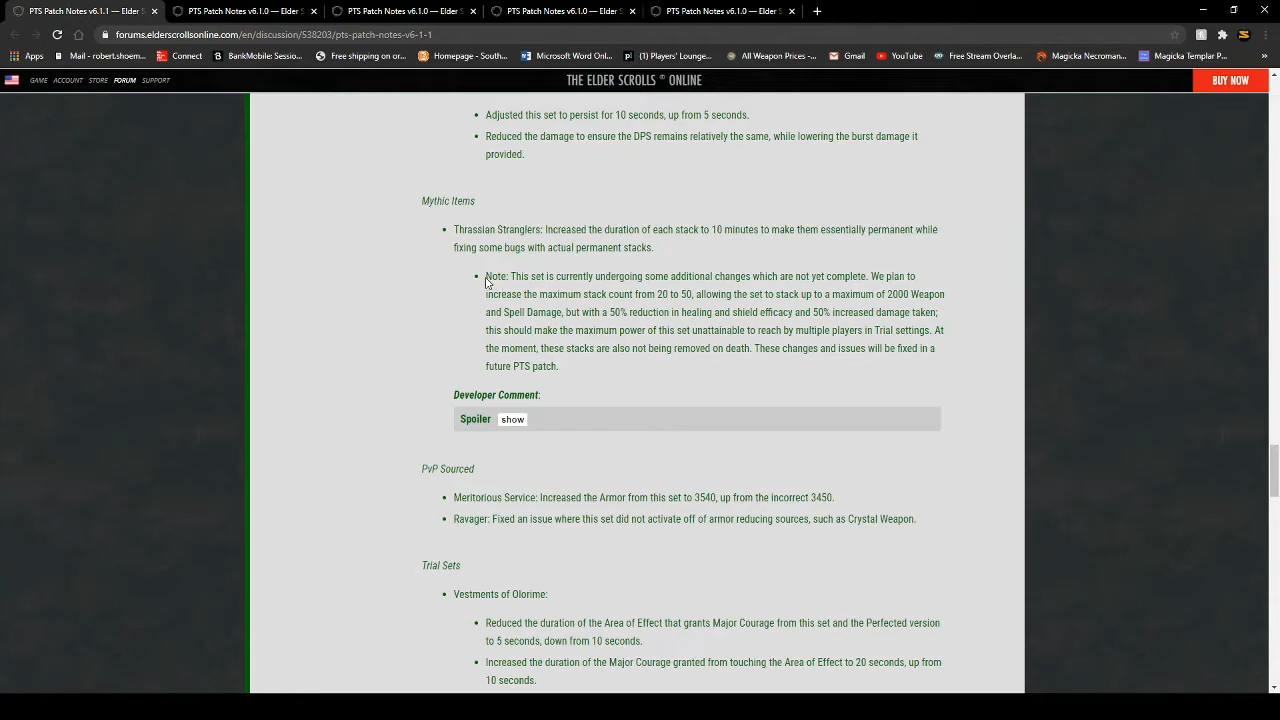 PTS Patch Notes v6.1.1 — Elder S
PTS Patch Notes v6.1.0 — Elder S
PTS Patch Notes v6.1.0 — Elder S
PTS Patch Notes v6.1.0 — Elder S
PTS Patch Notes v6.1.0 — Elder S
forums.elderscrollsonline.com/en/discussion/538203/pts-patch-notes-v6-1-1
Apps
Mail - robert.shoem...
Connect
BankMobile: Sessio...
Free shipping on or...
Homepage - South...
Microsoft Word Onl...
(1) Players' Lounge...
All Weapon Prices -...
Gmail
YouTube
Free Stream Overla...
Magicka Necroman...
Magicka Templar P...
GAME ACCOUNT STORE FORUM SUPPORT
THE ELDER SCROLLS ® ONLINE
BUY NOW
Adjusted this set to persist for 10 seconds, up from 5 seconds.
Reduced the damage to ensure the DPS remains relatively the same, while lowering the burst damage it
provided.
Mythic Items
Thrassian Stranglers: Increased the duration of each stack to 10 minutes to make them essentially permanent while
fixing some bugs with actual permanent stacks.
Note: This set is currently undergoing some additional changes which are not yet complete. We plan to
increase the maximum stack count from 20 to 50, allowing the set to stack up to a maximum of 2000 Weapon
and Spell Damage, but with a 50% reduction in healing and shield efficacy and 50% increased damage taken;
this should make the maximum power of this set unattainable to reach by multiple players in Trial settings. At
the moment, these stacks are also not being removed on death. These changes and issues will be fixed in a
future PTS patch.
Developer Comment:
Spoiler show
PvP Sourced
Meritorious Service: Increased the Armor from this set to 3540, up from the incorrect 3450.
Ravager: Fixed an issue where this set did not activate off of armor reducing sources, such as Crystal Weapon.
Trial Sets
Vestments of Olorime:
Reduced the duration of the Area of Effect that grants Major Courage from this set and the Perfected version
to 5 seconds, down from 10 seconds.
Increased the duration of the Major Courage granted from touching the Area of Effect to 20 seconds, up from
10 seconds.